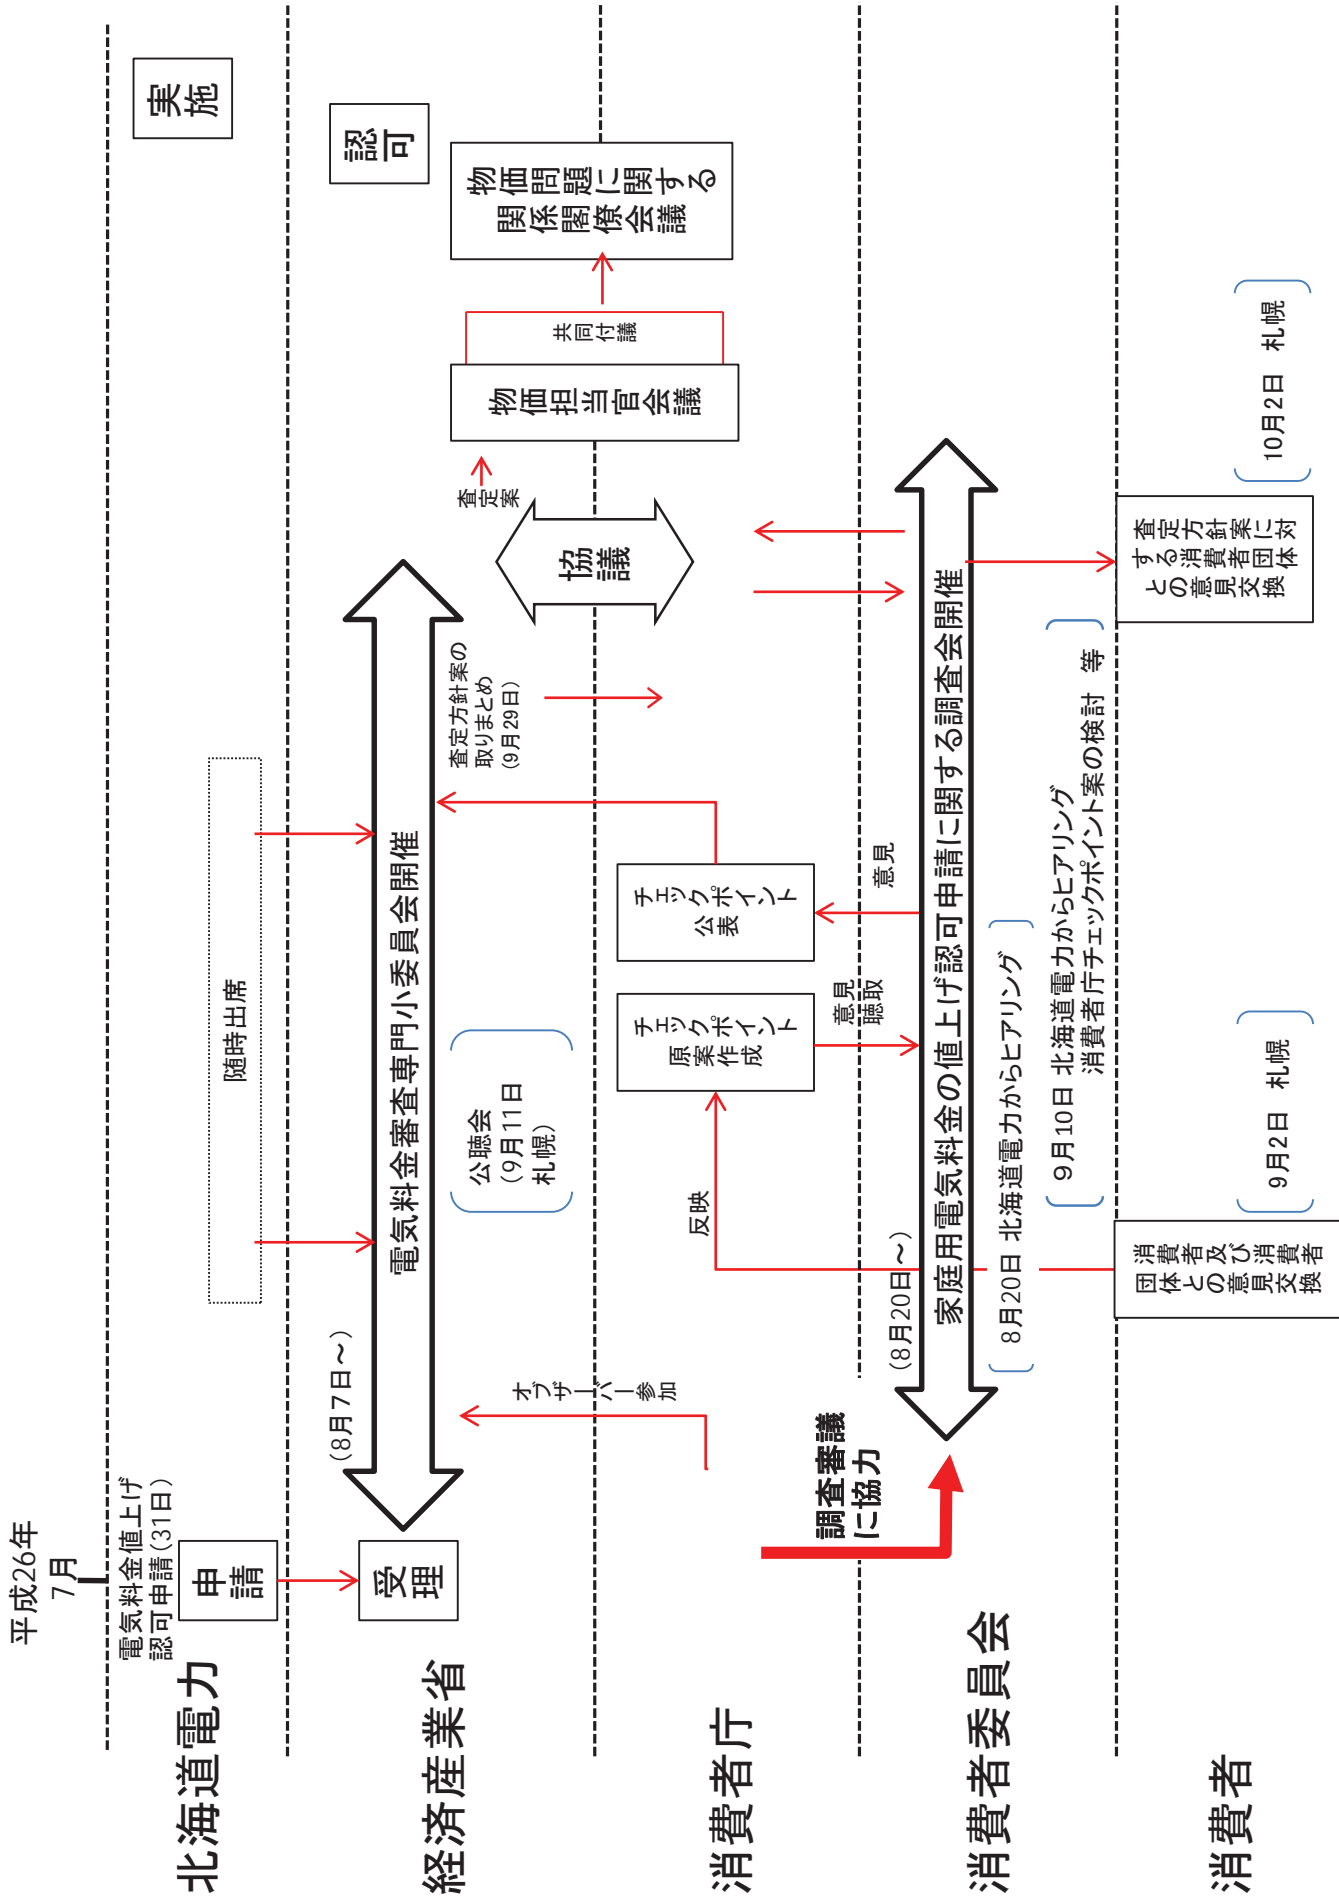 平成26年
7月
北海道電力
電気料金値上げ
認可申請（31日）
申
請
随時出席
実
施
経済産業省
受
理
（8月7日～）
電気料金審査専門小委員会開催
公聴会
（9月11日
札幌）
査定方針案の
取りまとめ
（9月29日）
査定案
認
可
オブザーバー参加
協
議
物価担当官会議
共同付議
物価問題に関する
関係閣僚会議
消費者庁
反映
チェックポイント
原案作成
チェックポイント
公表
調査審議
に協力
意見
聴取
意見
消費者委員会
（8月20日～）
家庭用電気料金の値上げ認可申請に関する調査会開催
8月20日 北海道電力からヒアリング
9月10日 北海道電力からヒアリング
消費者庁チェックポイント案の検討 等
消費者
消費者及び消費者
団体との意見交換
9月2日 札幌
査定方針案に対
する消費者団体
との意見交換
10月2日 札幌